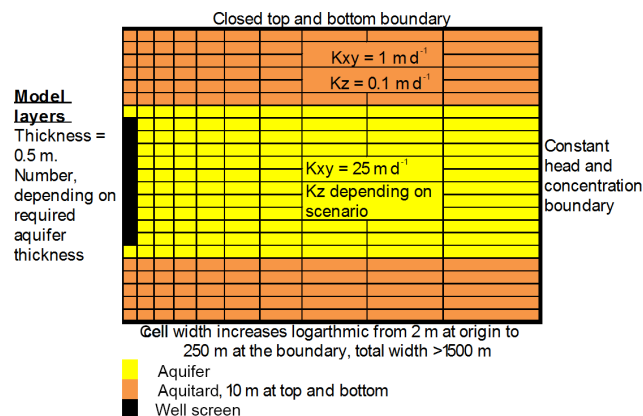 Closed top and bottom boundary
Kxy = 1 m d⁻¹
Kz = 0.1 m d⁻¹
Model
layers
Thickness =
0.5 m.
Number,
depending on
required
aquifer
thickness
Kxy = 25 m d⁻¹
Kz depending on
scenario
Constant
head and
concentration
boundary
Cell width increases logarthmic from 2 m at origin to
250 m at the boundary, total width >1500 m
Aquifer
Aquitard, 10 m at top and bottom
Well screen